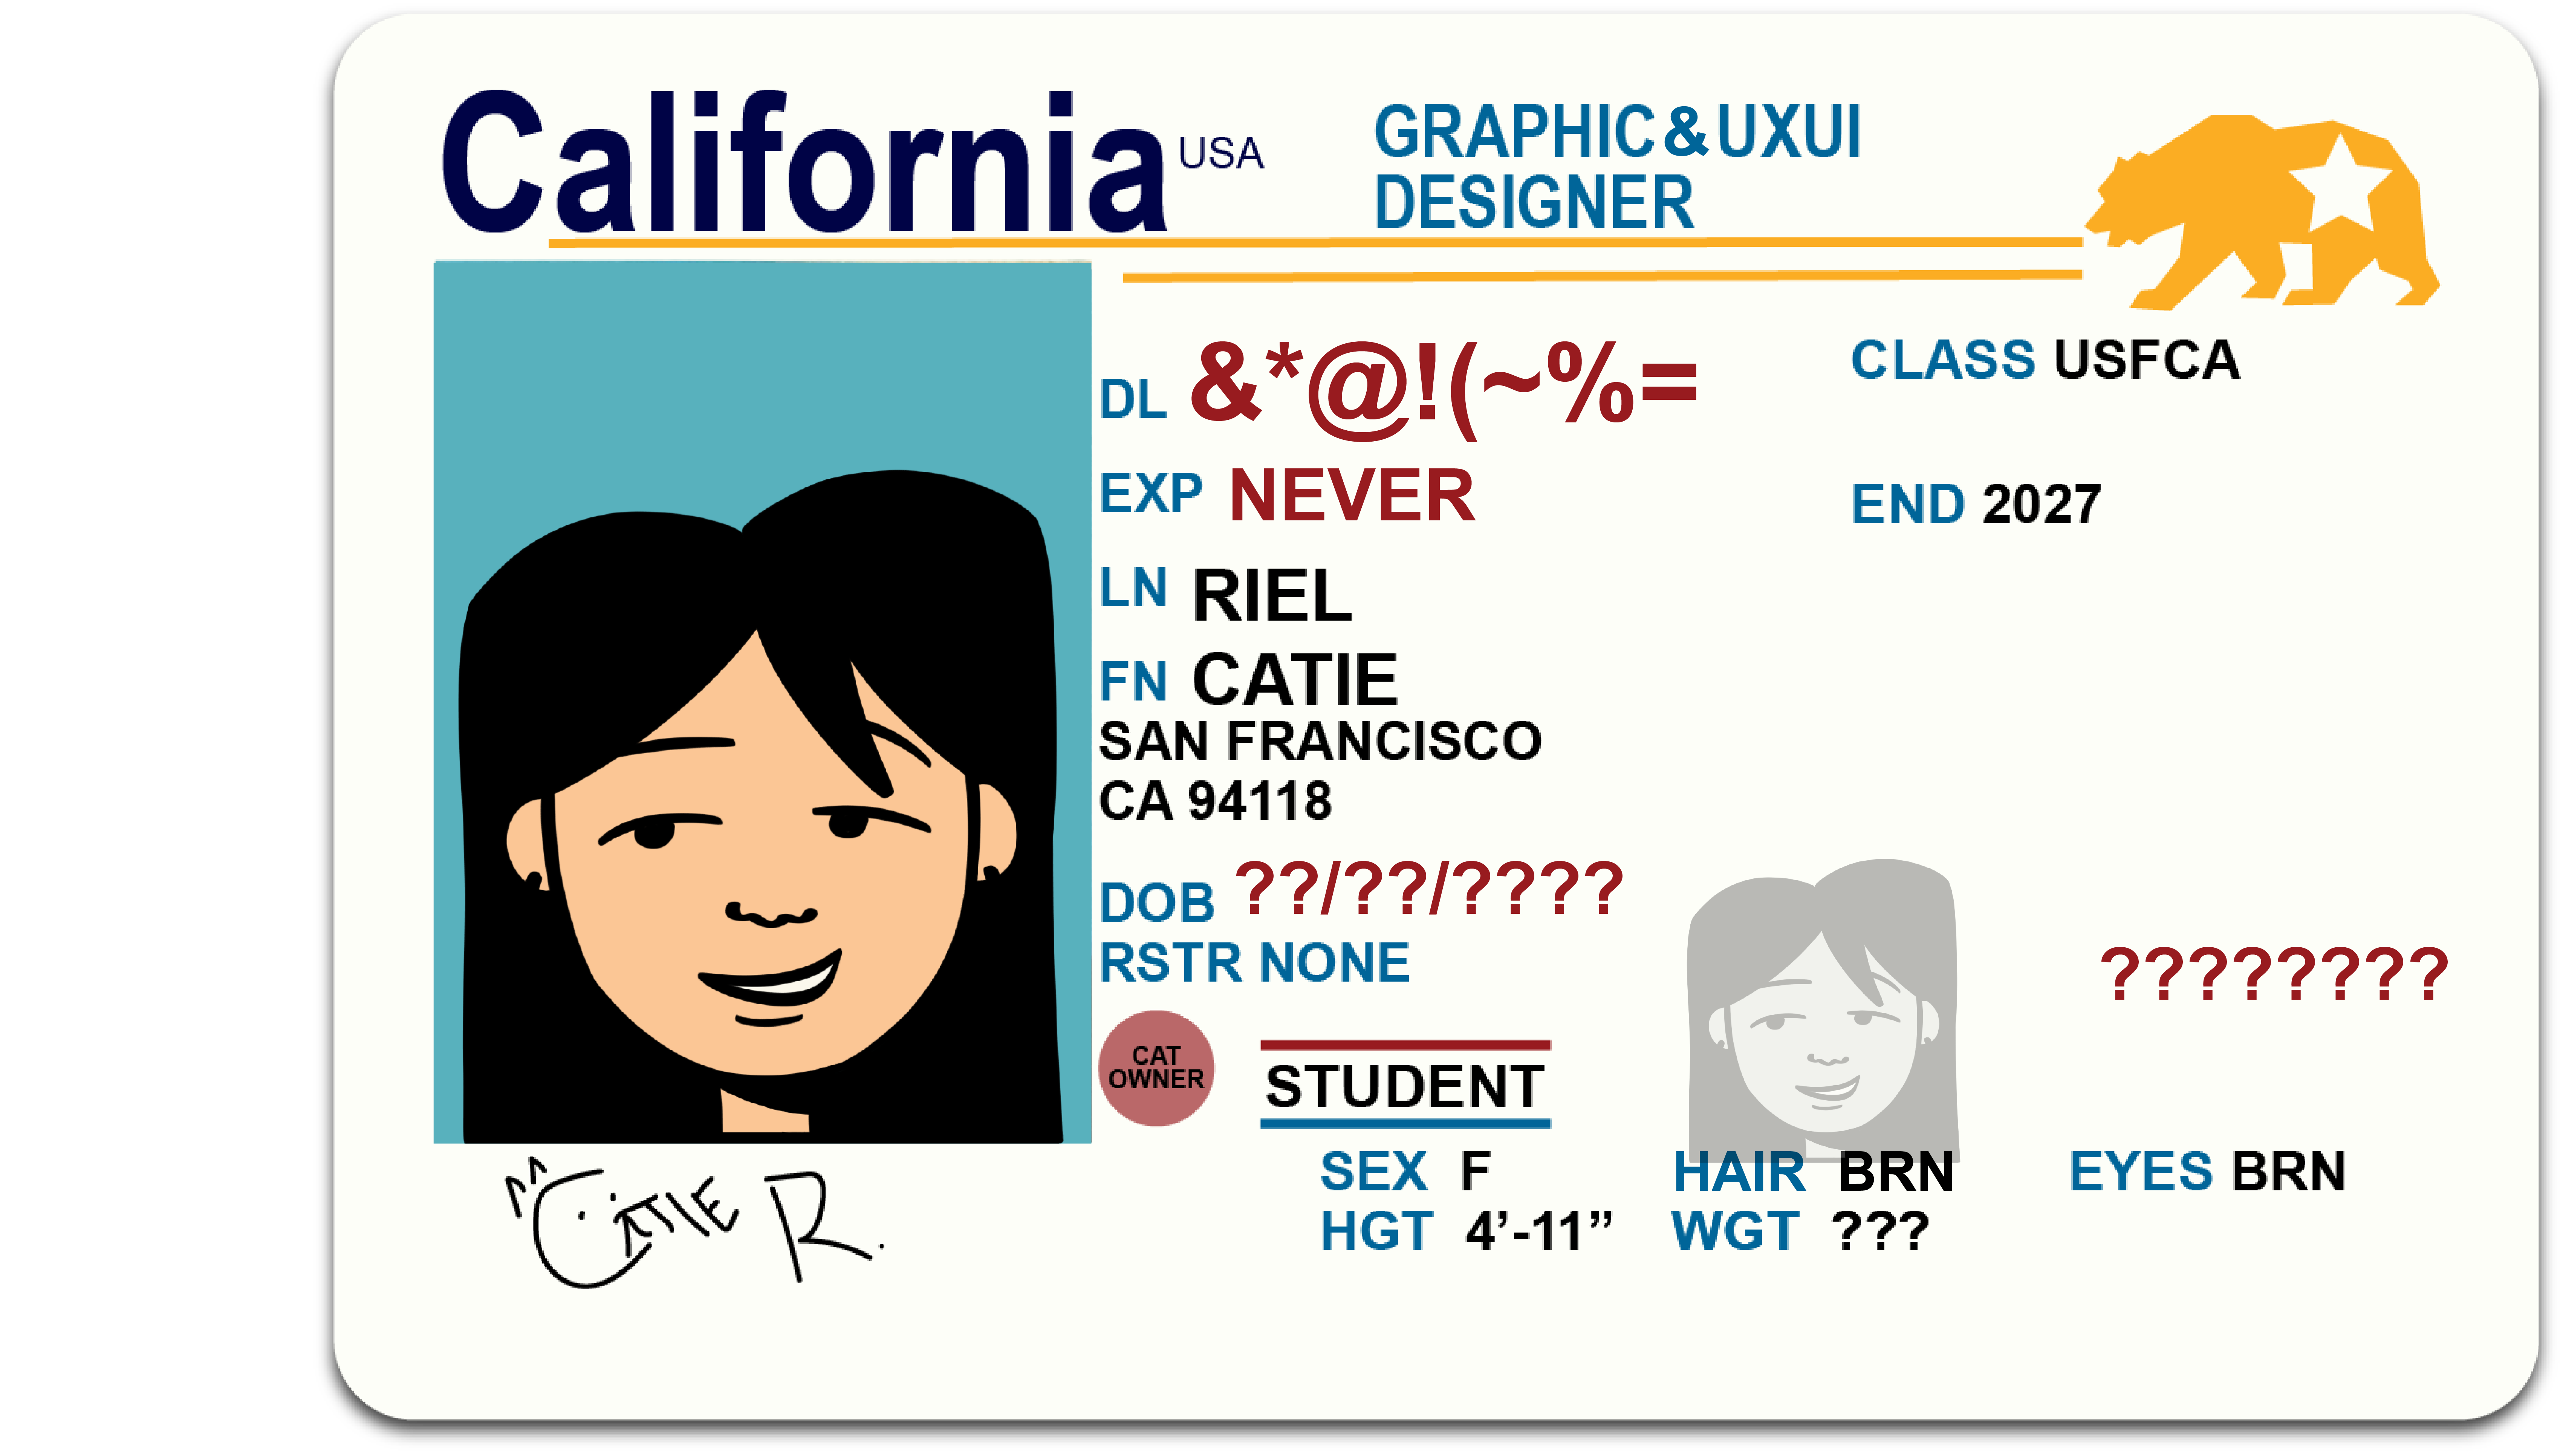 California USA
GRAPHIC & UXUI
DESIGNER
DL &*@!(~%=
CLASS USFCA
EXP NEVER
END 2027
LN RIEL
FN CATIE
SAN FRANCISCO
CA 94118
DOB ??/??/????
RSTR NONE
????????
CAT
OWNER
STUDENT
SEX F HAIR BRN EYES BRN
HGT 4’-11” WGT ???
CATIE R.